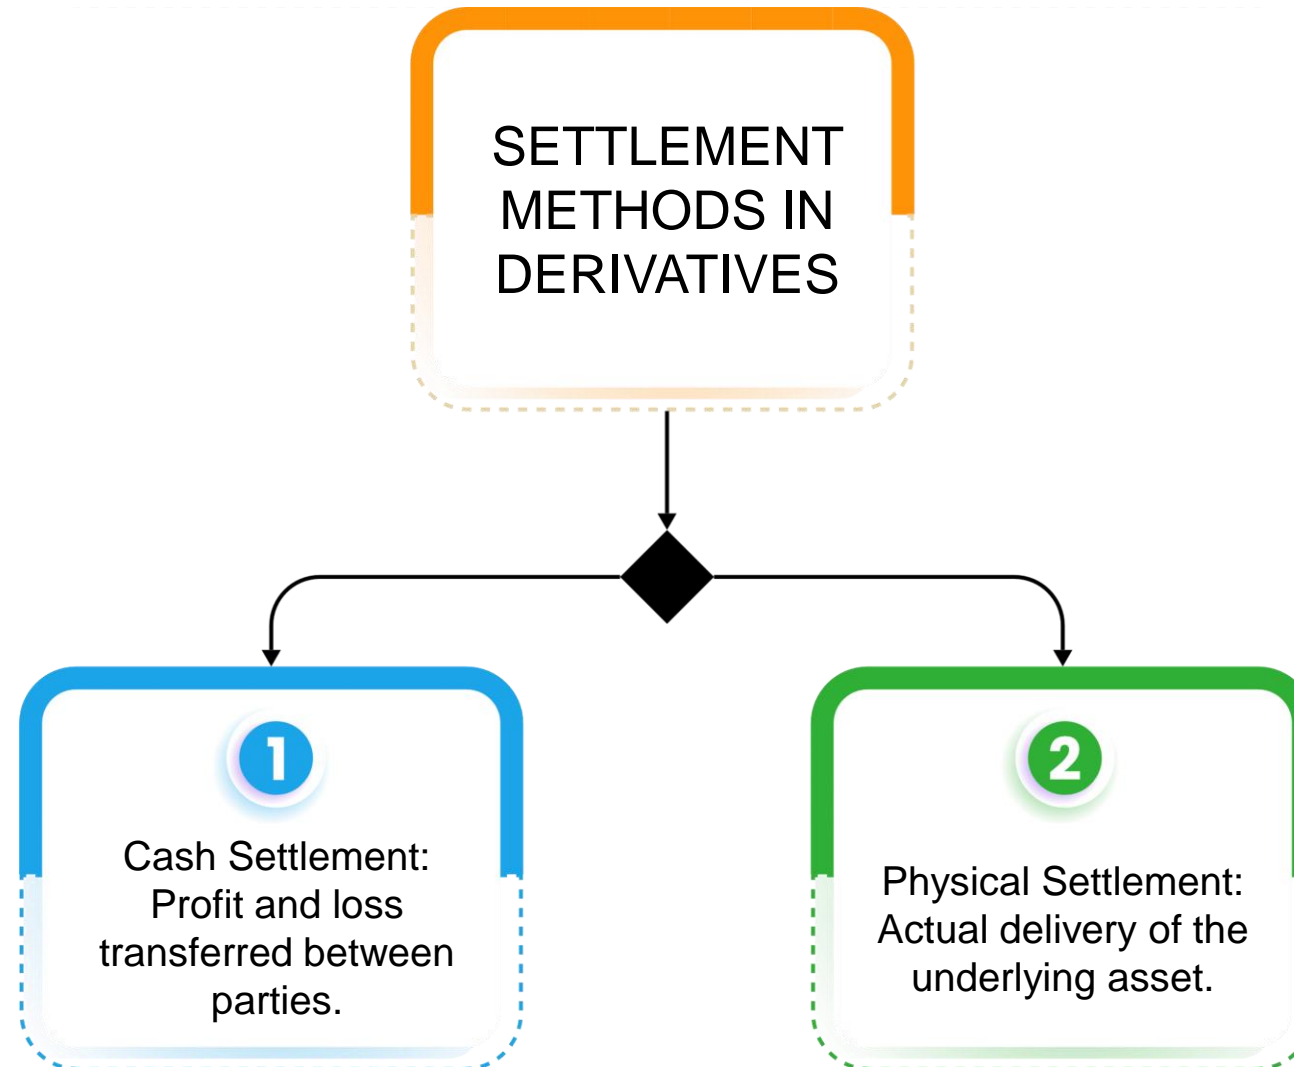 SETTLEMENT
METHODS IN
DERIVATIVES
1
Cash Settlement:
Profit and loss
transferred between
parties.
2
Physical Settlement:
Actual delivery of the
underlying asset.